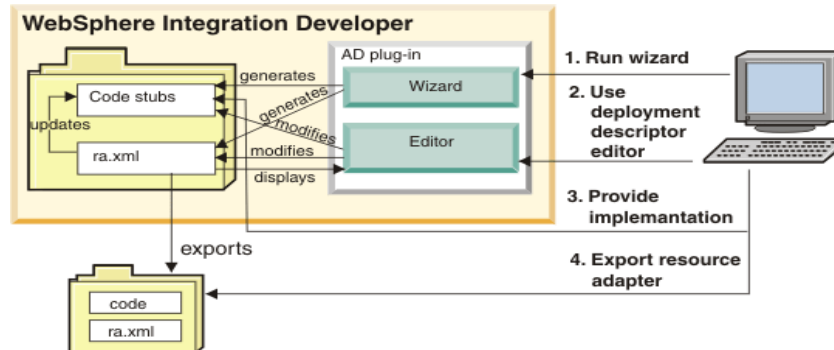 WebSphere Integration Developer
AD plug-in
Code stubs
ra.xml
updates
generates
generates
modifies
modifies
displays
Wizard
Editor
1. Run wizard
2. Use
deployment
descriptor
editor
3. Provide
implemantation
4. Export resource
adapter
exports
code
ra.xml